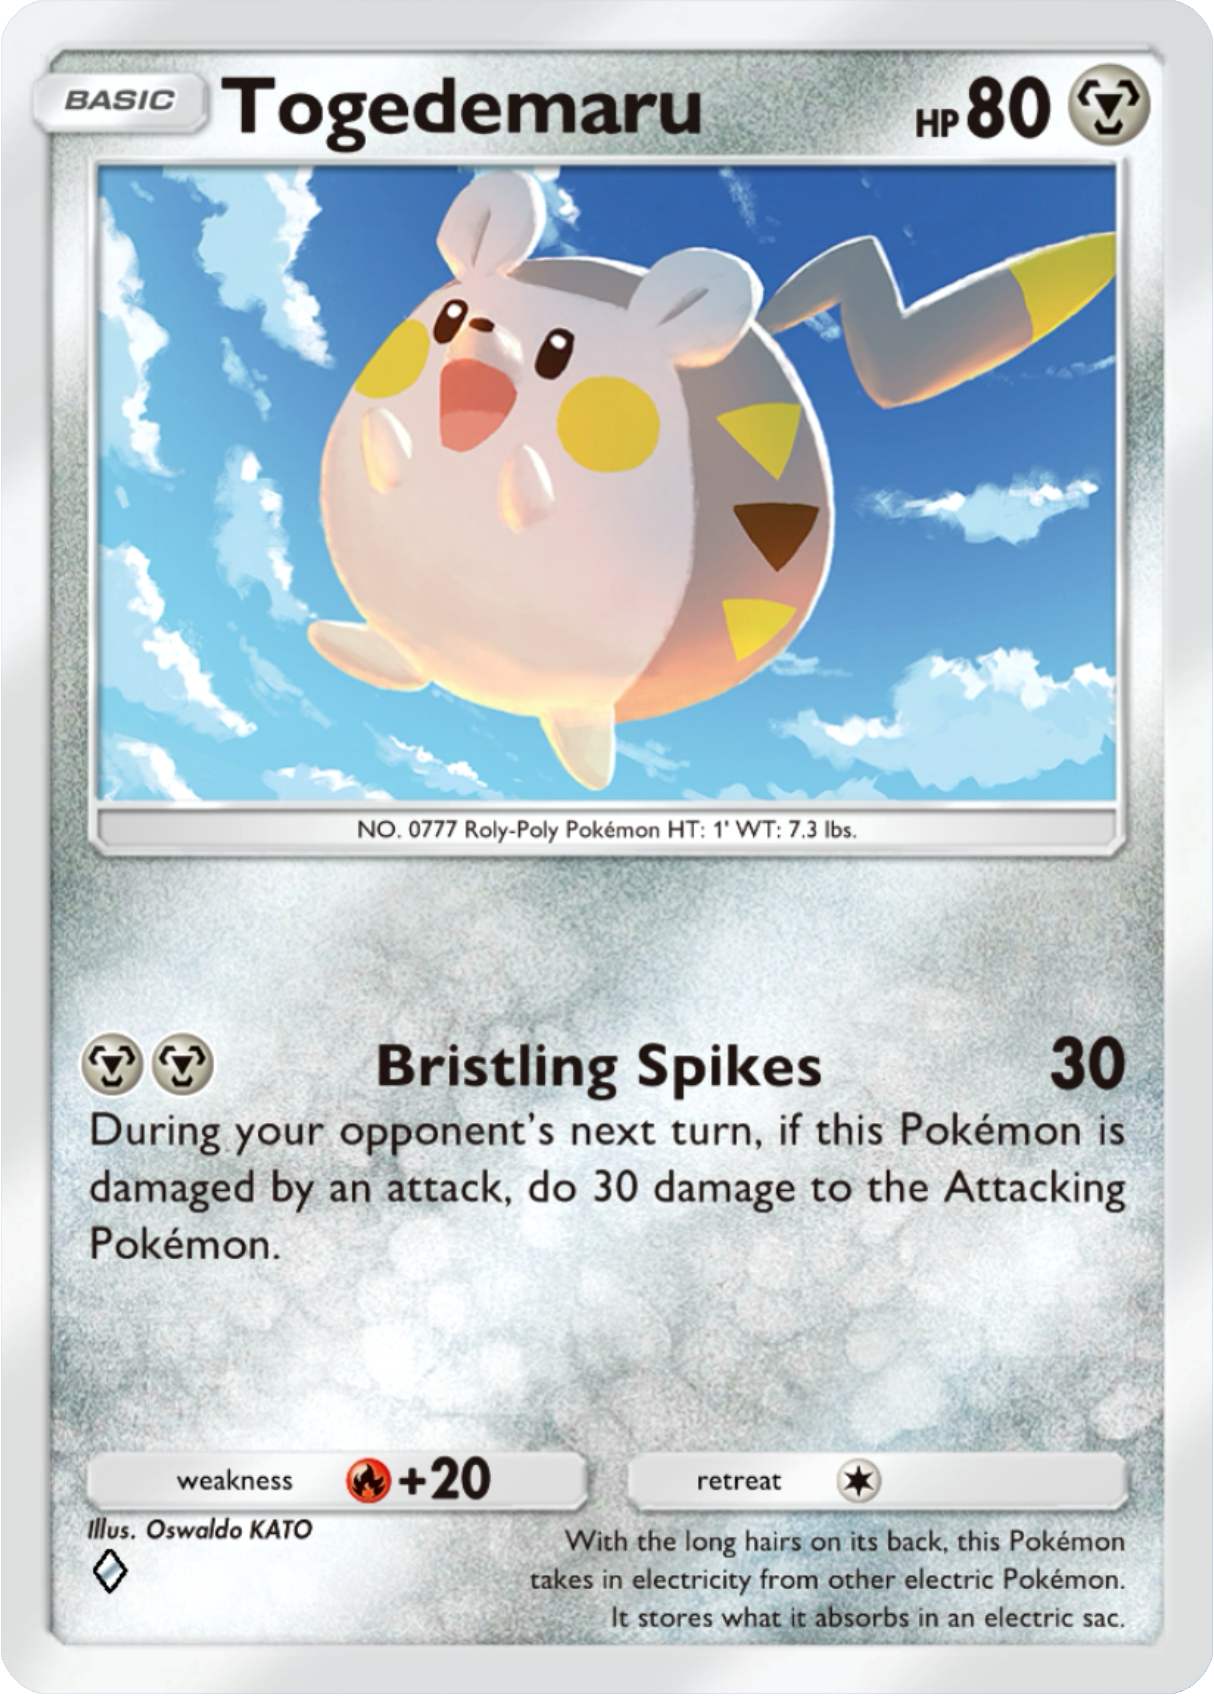 BASIC Togedemaru HP 80
NO. 0777 Roly-Poly Pokémon HT: 1' WT: 7.3 lbs.
Bristling Spikes 30
During your opponent's next turn, if this Pokémon is
damaged by an attack, do 30 damage to the Attacking
Pokémon.
weakness +20 retreat
Illus. Oswaldo KATO
With the long hairs on its back, this Pokémon
takes in electricity from other electric Pokémon.
It stores what it absorbs in an electric sac.